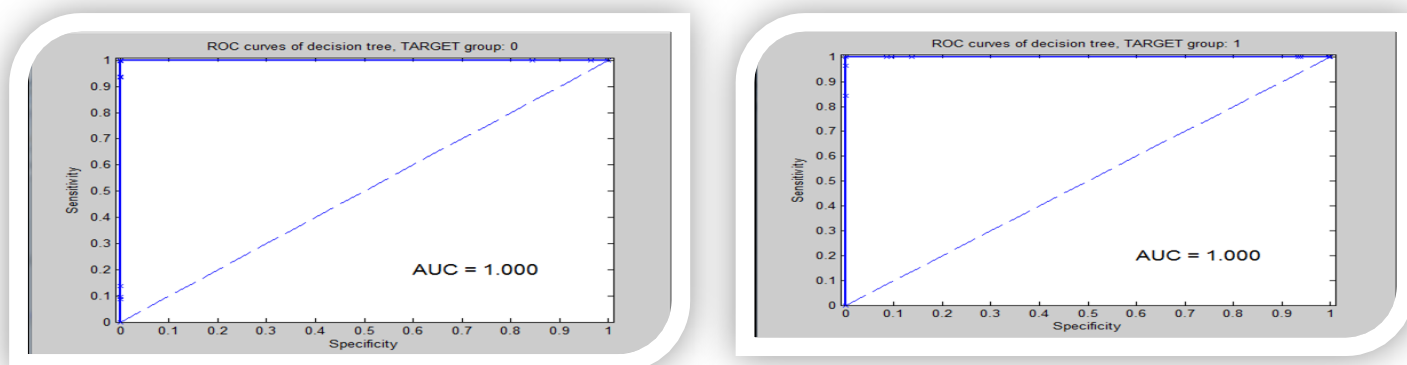 ROC curves of decision tree, TARGET group: 0
1
0.9
0.8
0.7
0.6
0.5
0.4
0.3
0.2
0.1
0
Sensitivity
AUC = 1.000
0 0.1 0.2 0.3 0.4 0.5 0.6 0.7 0.8 0.9 1
Specificity
ROC curves of decision tree, TARGET group: 1
1
0.9
0.8
0.7
0.6
0.5
0.4
0.3
0.2
0.1
0
Sensitivity
AUC = 1.000
0 0.1 0.2 0.3 0.4 0.5 0.6 0.7 0.8 0.9 1
Specificity